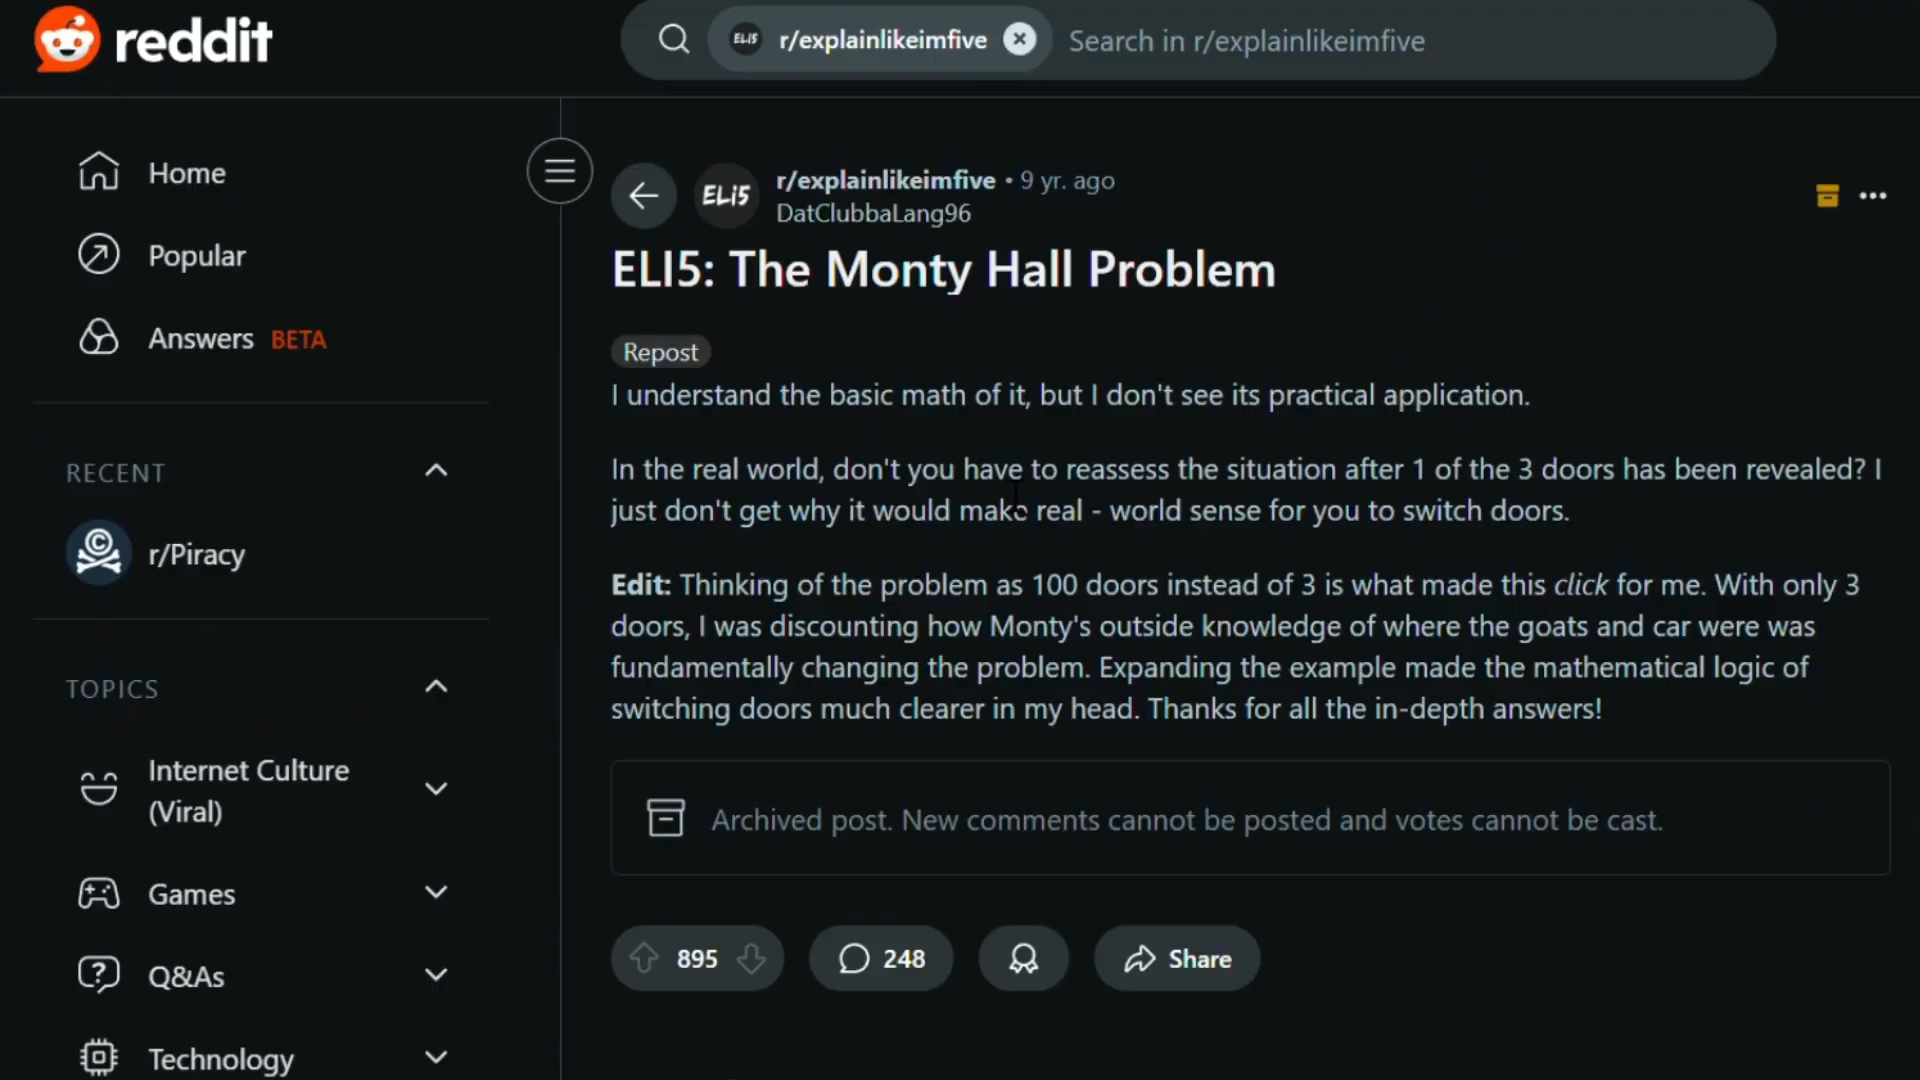 reddit
ELI5 r/explainlikeimfive Search in r/explainlikeimfive
Home
Popular
Answers BETA
RECENT
r/Piracy
TOPICS
Internet Culture
(Viral)
Games
Q&As
Technology
ELI5 r/explainlikeimfive • 9 yr. ago
DatClubbaLang96
ELI5: The Monty Hall Problem
Repost
I understand the basic math of it, but I don't see its practical application.
In the real world, don't you have to reassess the situation after 1 of the 3 doors has been revealed? I
just don't get why it would make real - world sense for you to switch doors.
Edit: Thinking of the problem as 100 doors instead of 3 is what made this click for me. With only 3
doors, I was discounting how Monty's outside knowledge of where the goats and car were was
fundamentally changing the problem. Expanding the example made the mathematical logic of
switching doors much clearer in my head. Thanks for all the in-depth answers!
Archived post. New comments cannot be posted and votes cannot be cast.
895 248 Share